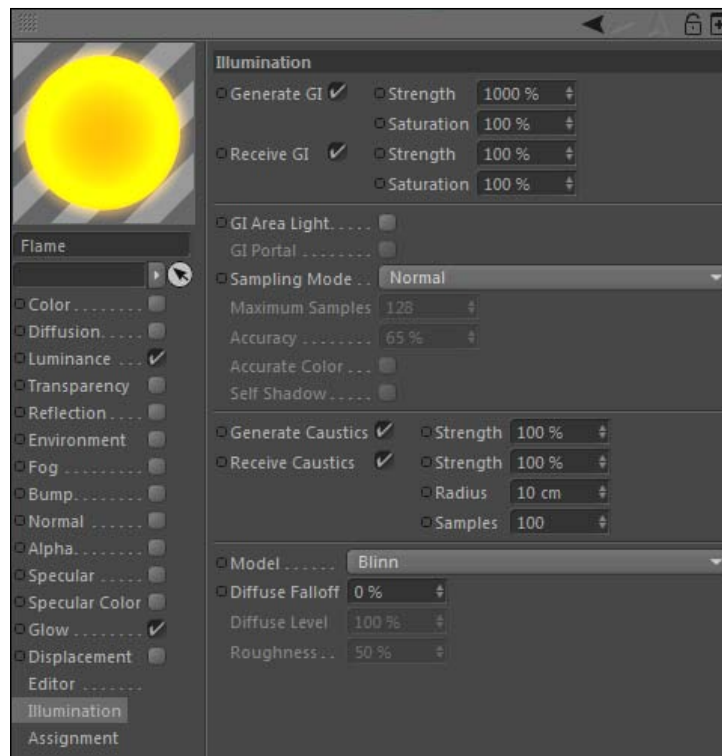 Illumination
Generate GI Strength 1000 %
Saturation 100 %
Receive GI Strength 100 %
Saturation 100 %
GI Area Light.....
GI Portal ........
Sampling Mode .. Normal
Maximum Samples 128
Accuracy ........ 65 %
Accurate Color ...
Self Shadow .....
Generate Caustics Strength 100 %
Receive Caustics Strength 100 %
Radius 10 cm
Samples 100
Model ...... Blinn
Diffuse Falloff 0 %
Diffuse Level 100 %
Roughness .. 50 %
Flame
Color ........
Diffusion.....
Luminance ...
Transparency
Reflection ....
Environment
Fog .........
Bump........
Normal ......
Alpha........
Specular .....
Specular Color
Glow ........
Displacement
Editor .......
Illumination
Assignment